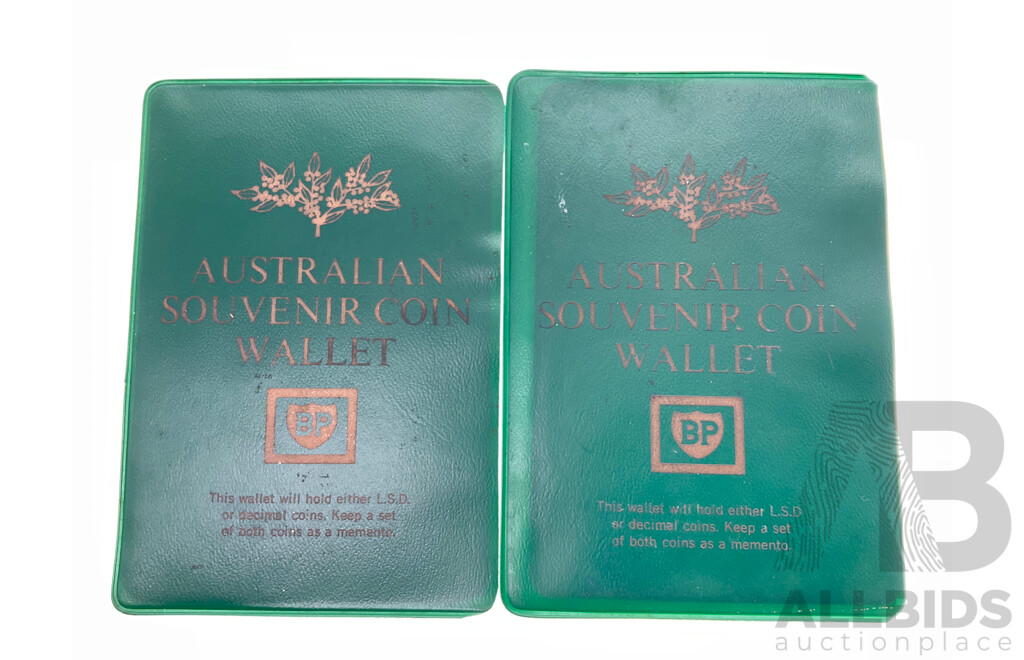 AUSTRALIAN
SOUVENIR COIN
WALLET
BP
This wallet will hold either L.S.D.
or decimal coins. Keep a set
of both coins as a memento.
AUSTRALIAN
SOUVENIR COIN
WALLET
BP
This wallet will hold either L.S.D
or decimal coins. Keep a set
of both coins as a memento.
AB
ALLBIDS
auctionplace